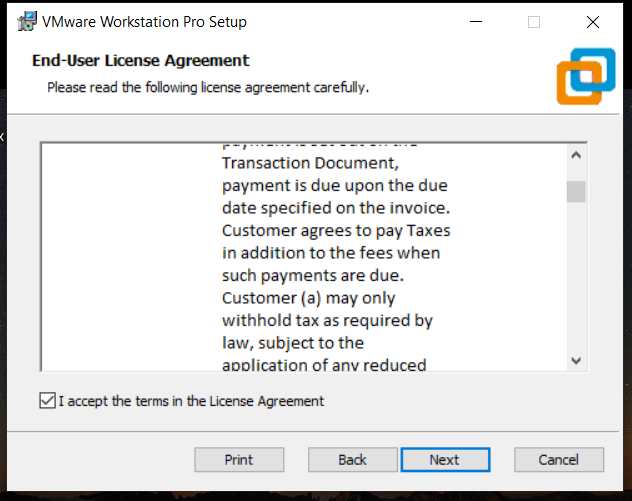 VMware Workstation Pro Setup
End-User License Agreement
Please read the following license agreement carefully.
x
Transaction Document,
payment is due upon the due
date specified on the invoice.
Customer agrees to pay Taxes
in addition to the fees when
such payments are due.
Customer (a) may only
withhold tax as required by
law, subject to the
application of any reduced
I accept the terms in the License Agreement
Print
Back
Next
Cancel